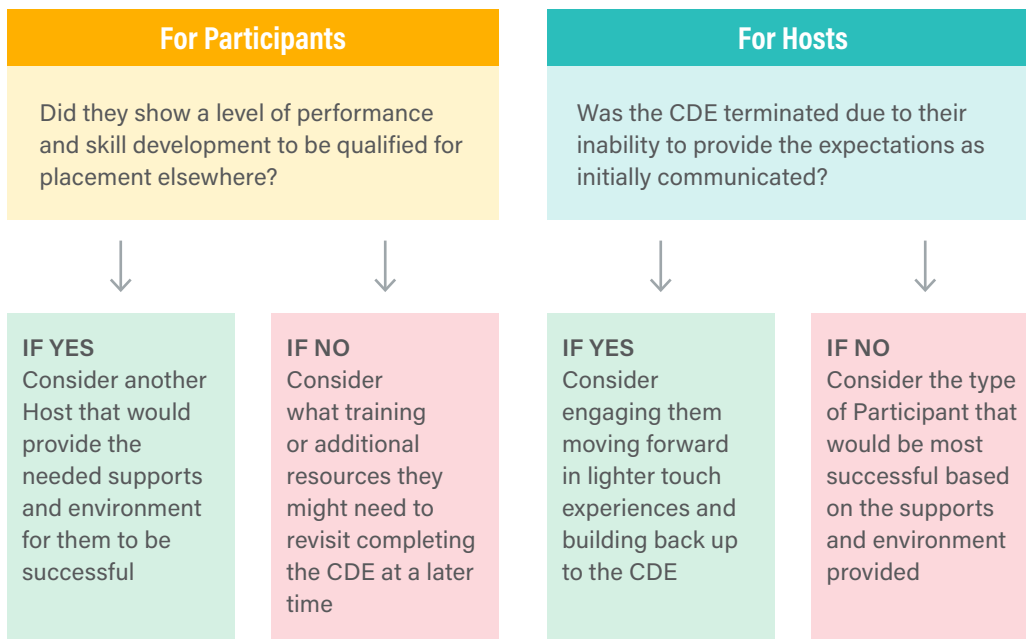 For Participants
Did they show a level of performance
and skill development to be qualified for
placement elsewhere?
IF YES
Consider another
Host that would
provide the
needed supports
and environment
for them to be
successful
IF NO
Consider
what training
or additional
resources they
might need to
revisit completing
the CDE at a later
time
For Hosts
Was the CDE terminated due to their
inability to provide the expectations as
initially communicated?
IF YES
Consider
engaging them
moving forward
in lighter touch
experiences and
building back up
to the CDE
IF NO
Consider the type
of Participant that
would be most
successful based
on the supports
and environment
provided